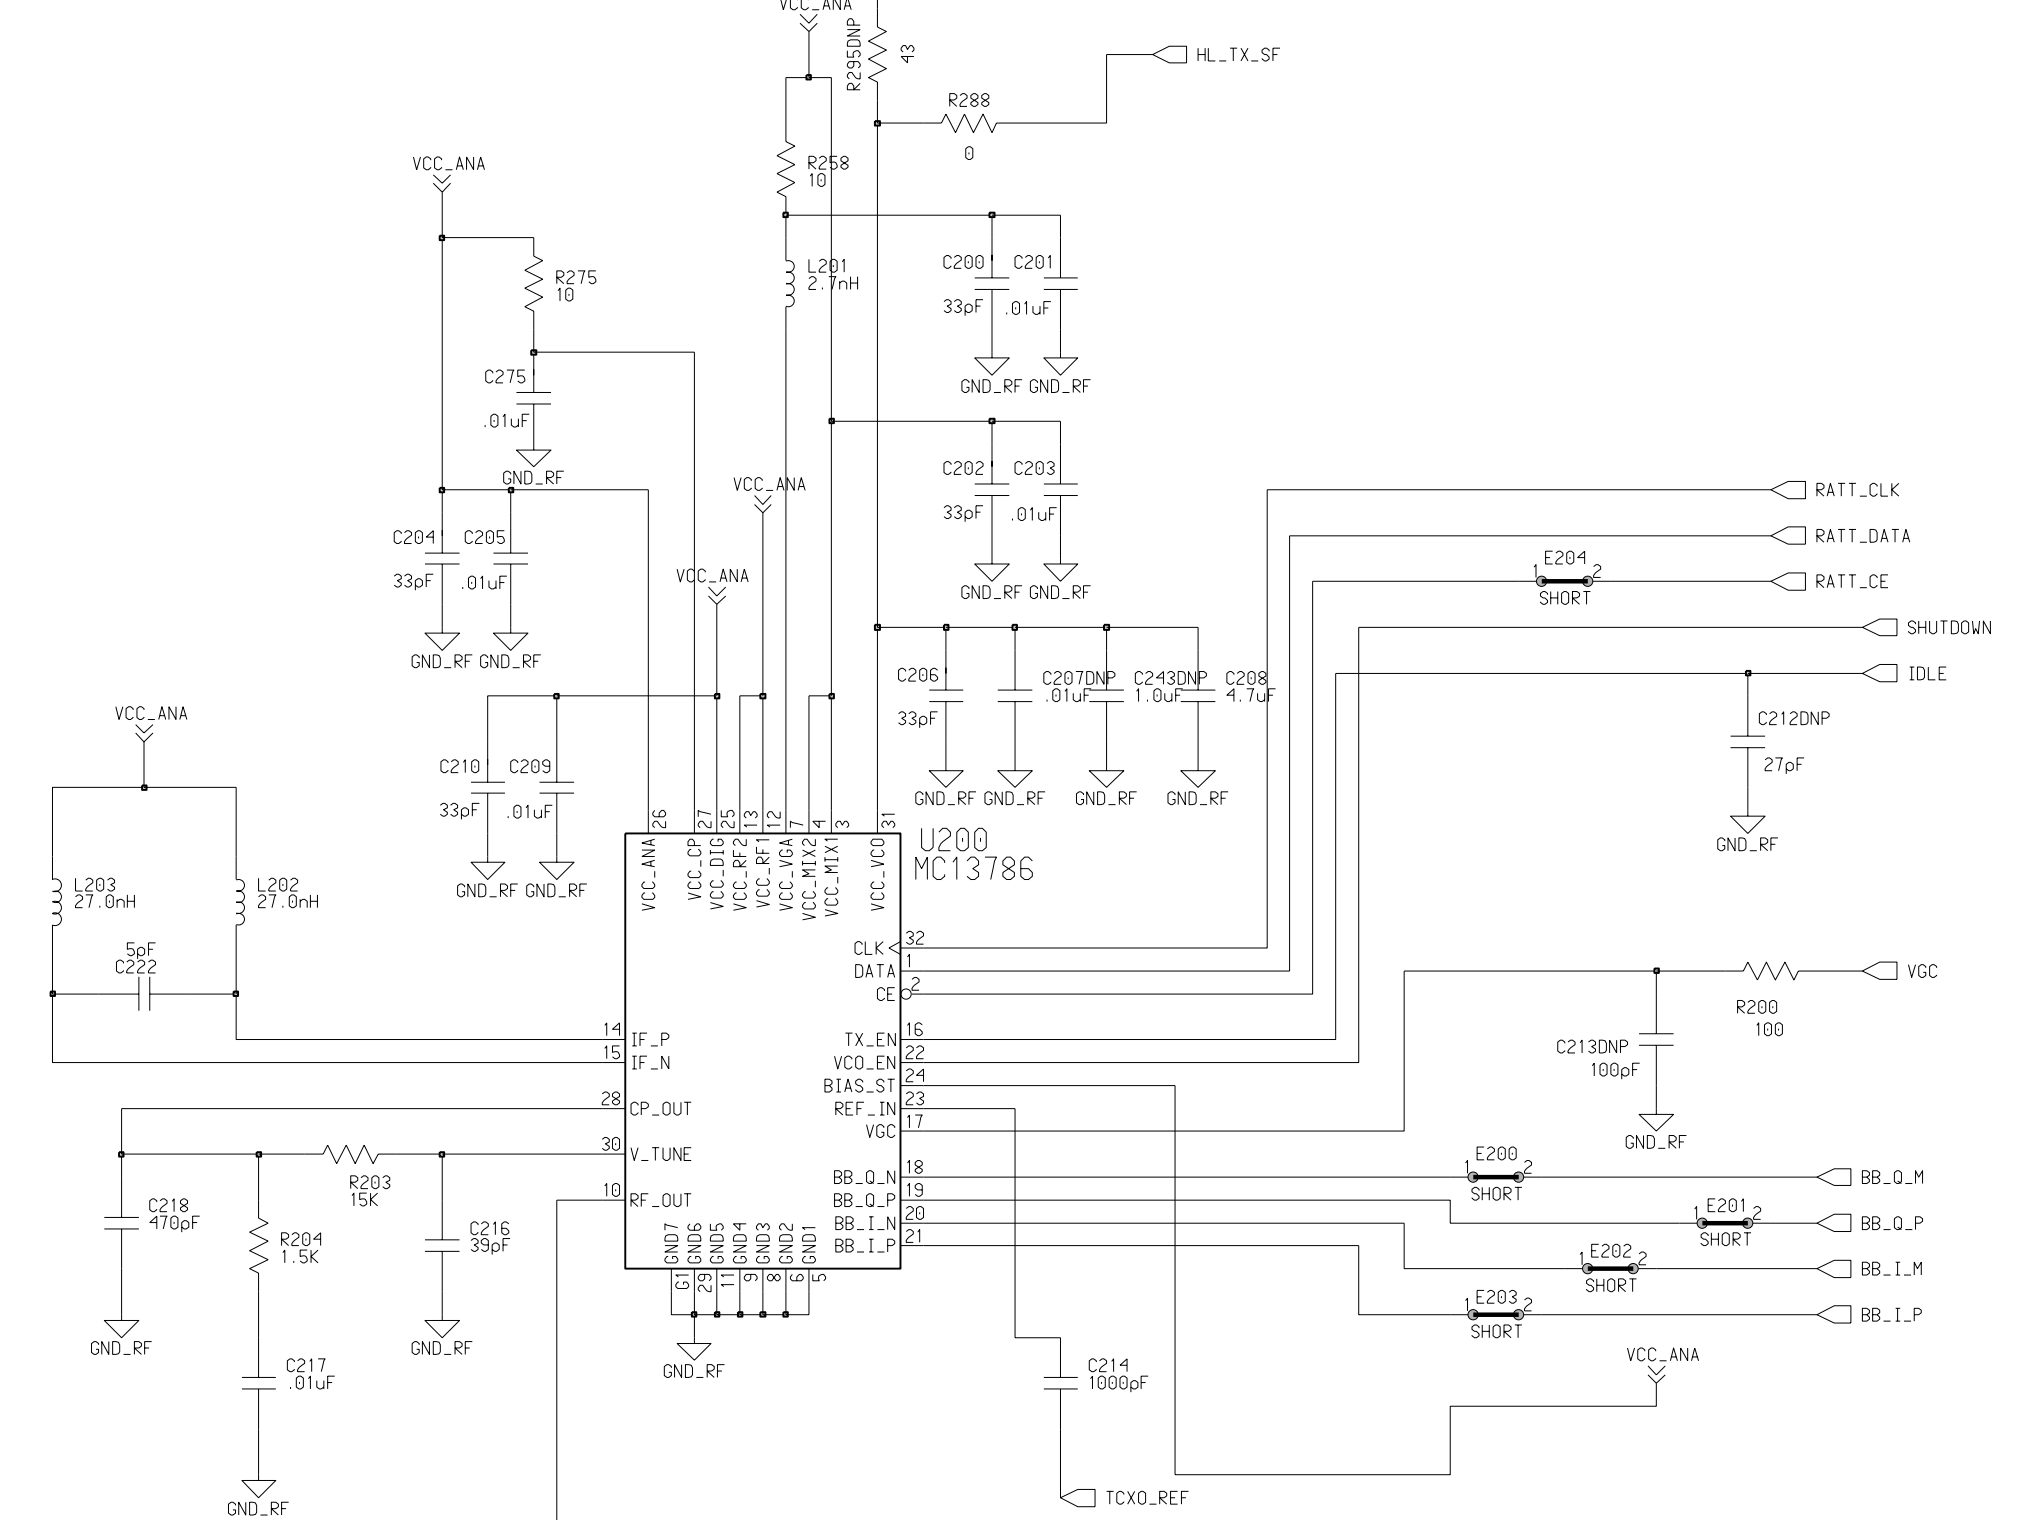 VCC_ANA
R295DNP
43
HL_TX_SF
R288
0
VCC_ANA
R258
10
L201
2.7nH
R275
10
C200
33pF
C201
.01uF
GND_RF
GND_RF
C275
.01uF
GND_RF
VCC_ANA
C202
33pF
C203
.01uF
GND_RF
GND_RF
RATT_CLK
RATT_DATA
E204
1
2
SHORT
RATT_CE
C204
33pF
C205
.01uF
GND_RF
GND_RF
VCC_ANA
SHUTDOWN
IDLE
C206
33pF
C207DNP
.01uF
C243DNP
1.0uF
C208
4.7uF
GND_RF
GND_RF
GND_RF
GND_RF
C212DNP
27pF
GND_RF
VCC_ANA
C210
33pF
C209
.01uF
GND_RF
GND_RF
L203
27.0nH
L202
27.0nH
5pF
C222
26
27
25
13
12
7
4
3
31
U200
MC13786
VCC_ANA
VCC_CP
VCC_DIG
VCC_RF2
VCC_RF1
VCC_VGA
VCC_MIX2
VCC_MIX1
VCC_VCO
CLK
32
DATA
1
CE
2
VGC
R200
100
C213DNP
100pF
GND_RF
14
IF_P
15
IF_N
28
CP_OUT
30
V_TUNE
10
RF_OUT
TX_EN
16
VCO_EN
22
BIAS_ST
24
REF_IN
23
VGC
17
BB_Q_N
18
BB_Q_P
19
BB_I_N
20
BB_I_P
21
E200
1
2
SHORT
BB_Q_M
E201
1
2
SHORT
BB_Q_P
E202
2
SHORT
BB_I_M
E203
1
2
SHORT
BB_I_P
R203
15K
C218
470pF
R204
1.5K
C216
39pF
GND7
GND6
GND5
GND4
GND3
GND2
GND1
G1
29
11
9
8
6
5
GND_RF
GND_RF
GND_RF
C217
.01uF
GND_RF
C214
1000pF
VCC_ANA
TCXO_REF